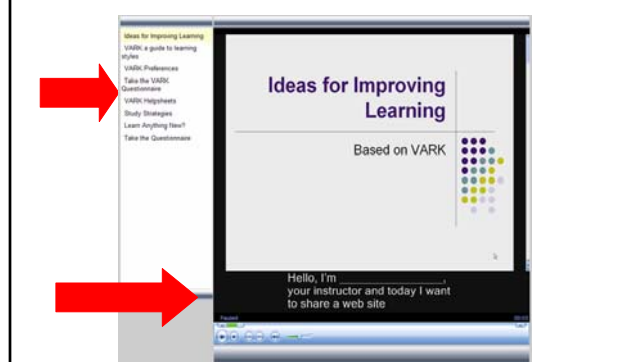 Ideas for Improving Learning
VARK: a guide to learning
styles
VARK Preferences
Take the VARK
Questionnaire
VARK Helpsheets
Study Strategies
Learn Anything New?
Take the Questionnaire
Ideas for Improving
Learning
Based on VARK
Hello, I'm ____________________,
your instructor and today I want
to share a web site
Paused